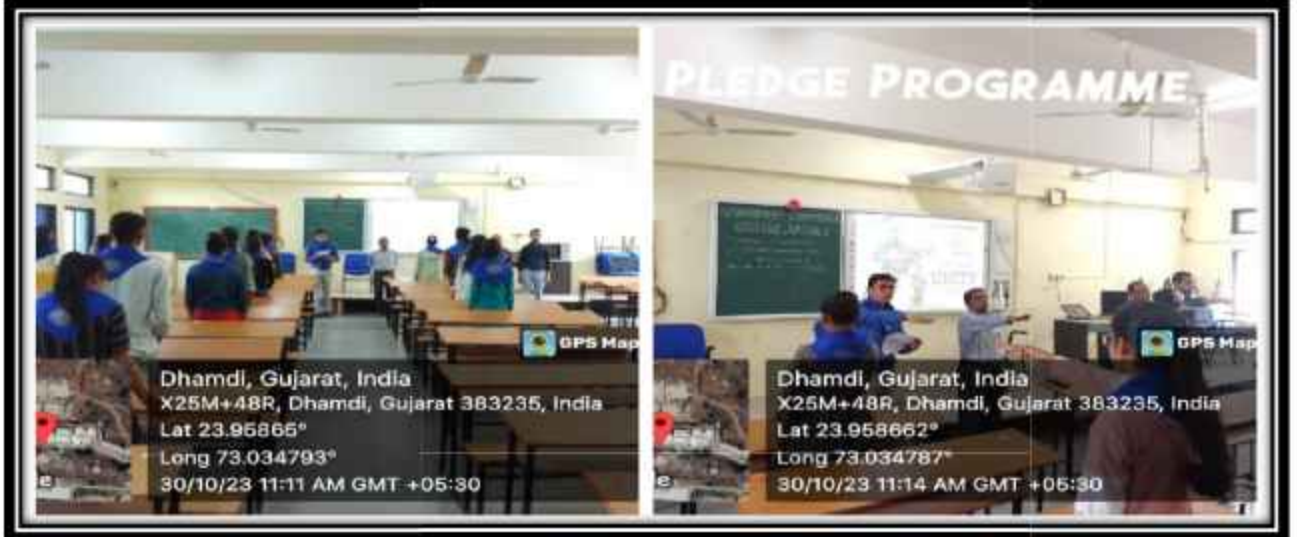 GPS Map
Dhamdi, Gujarat, India
X25M+48R, Dhamdi, Gujarat 383235, India
Lat 23.95865°
Long 73.034793°
30/10/23 11:11 AM GMT +05:30
PLEDGE PROGRAMME
GPS Map
Dhamdi, Gujarat, India
X25M+48R, Dhamdi, Gujarat 383235, India
Lat 23.958662°
Long 73.034787°
30/10/23 11:14 AM GMT +05:30